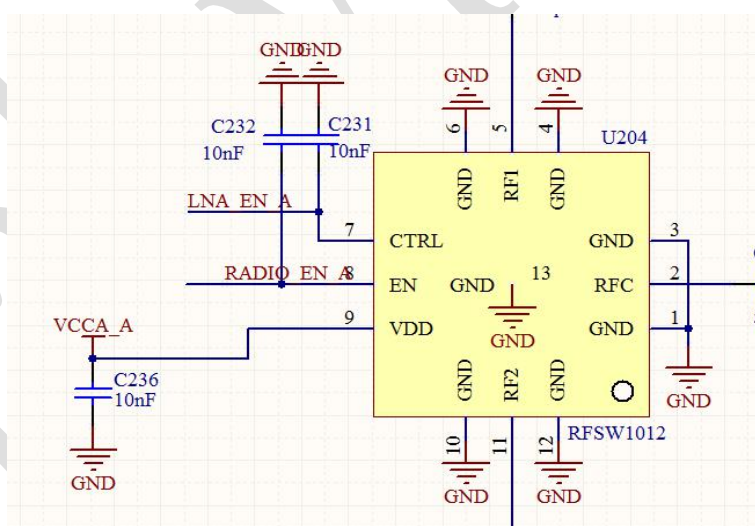 GND GND
GND GND
C232 C231
10nF 10nF
6 5 4
U204
GND RF1 GND
LNA_EN_A
7 CTRL GND 3
RADIO_EN_A 8 EN GND 13 RFC 2
9 VDD GND 1
GND
VCCA_A
C236
10nF
GND RF2 GND
GND
10 11 12
RFSW1012
GND
GND GND